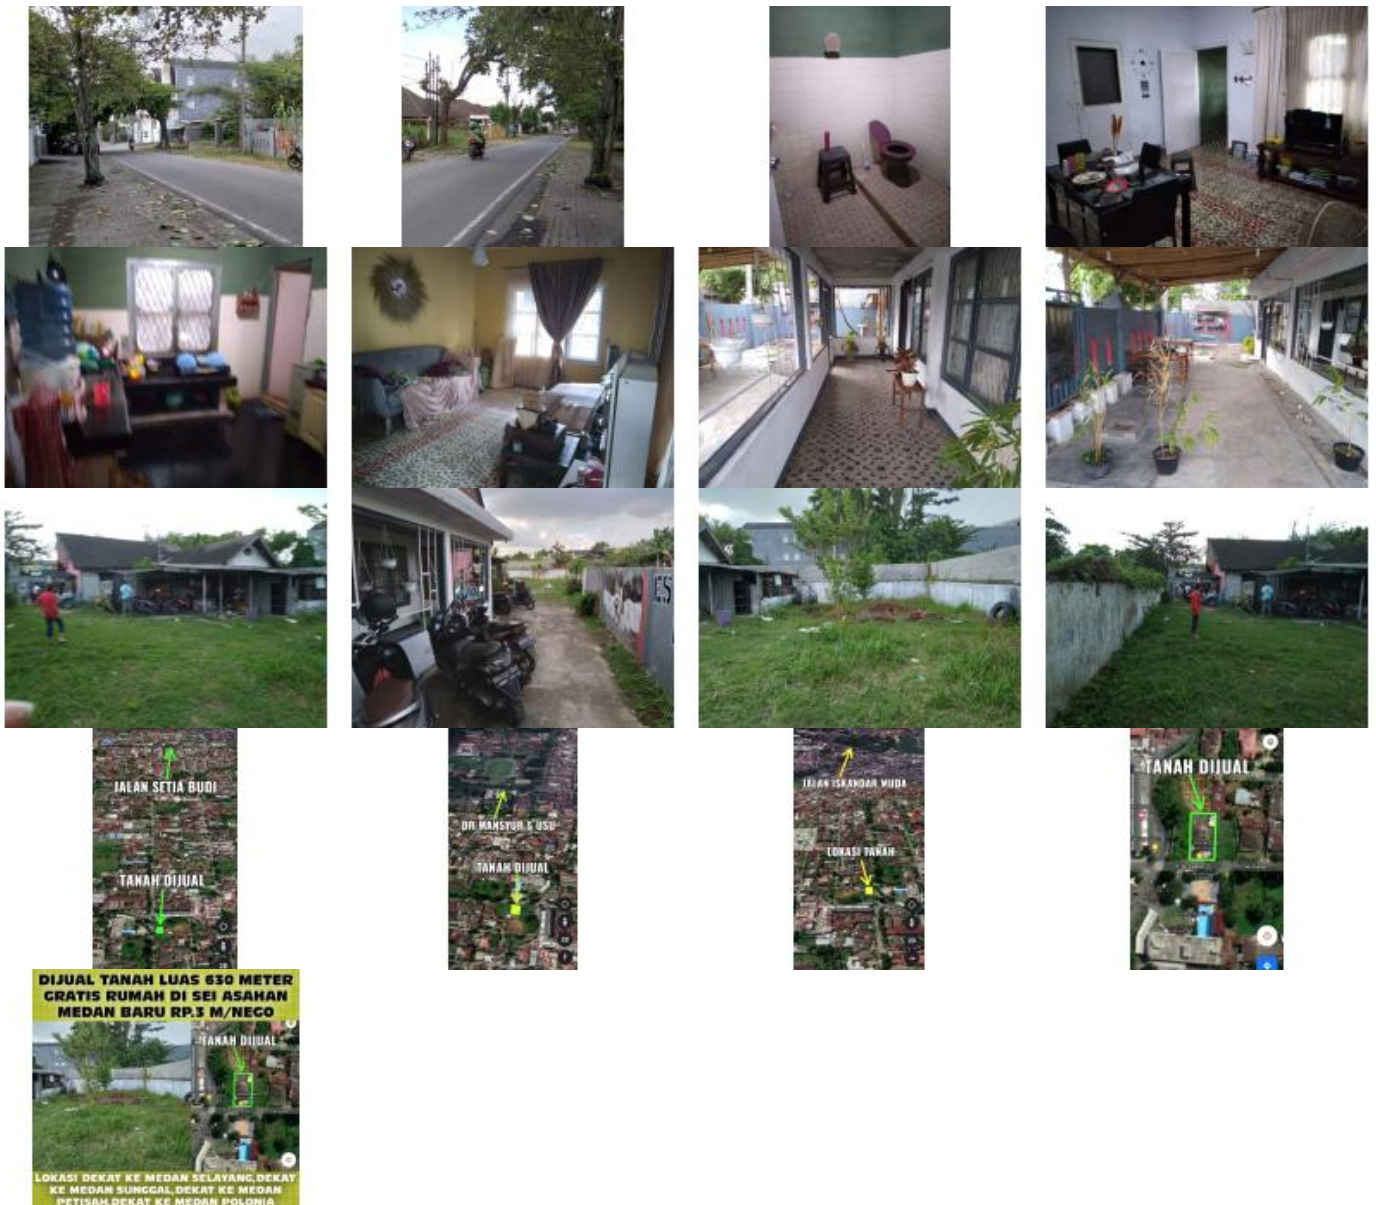 ES
JALAN SETIA BUDI
TANAH DIJUAL
DR MANSYUR & USU
TANAH DIJUAL
JALAN ISKANDAR MUDA
LOKASI TANAH
TANAH DIJUAL
DIJUAL TANAH LUAS 630 METER
GRATIS RUMAH DI SEI ASAHAN
MEDAN BARU RP.3 M/NEGO
TANAH DIJUAL
LOKASI DEKAT KE MEDAN SELAYANG,DEKAT
KE MEDAN SUNGGAL,DEKAT KE MEDAN
PETISAH,DEKAT KE MEDAN POLONIA